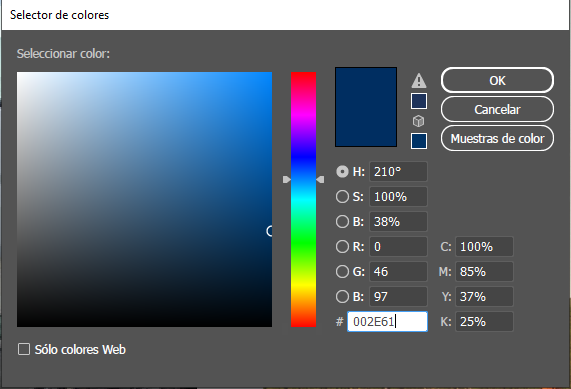 Selector de colores
Seleccionar color:
OK
Cancelar
Muestras de color
H: 210°
S: 100%
B: 38%
R: 0 C: 100%
G: 46 M: 85%
B: 97 Y: 37%
# 002E61 K: 25%
Sólo colores Web